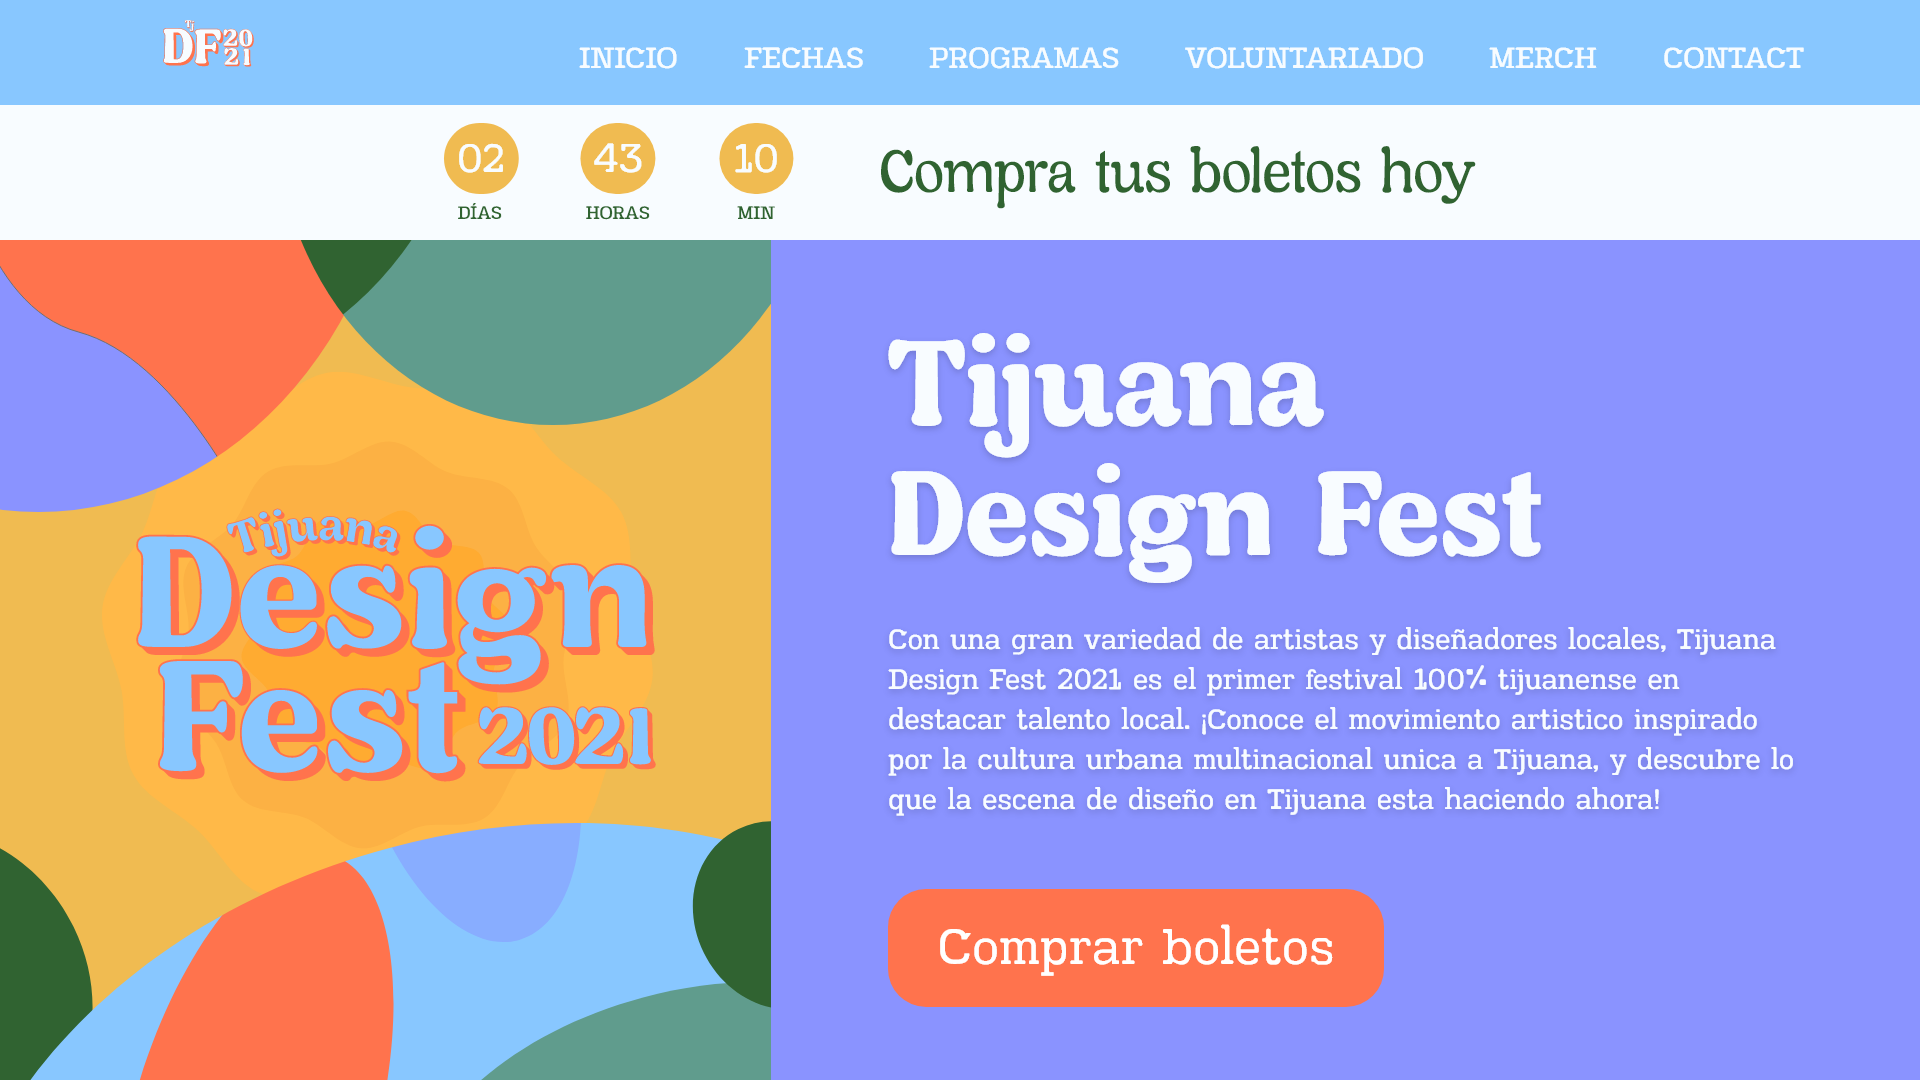 Tj
DF 20
21
INICIO FECHAS PROGRAMAS VOLUNTARIADO MERCH CONTACT
02 43 10
DÍAS HORAS MIN
Compra tus boletos hoy
Tijuana
Design
Fest 2021
Tijuana
Design Fest
Con una gran variedad de artistas y diseñadores locales, Tijuana
Design Fest 2021 es el primer festival 100% tijuanense en
destacar talento local. ¡Conoce el movimiento artistico inspirado
por la cultura urbana multinacional unica a Tijuana, y descubre lo
que la escena de diseño en Tijuana esta haciendo ahora!
Comprar boletos